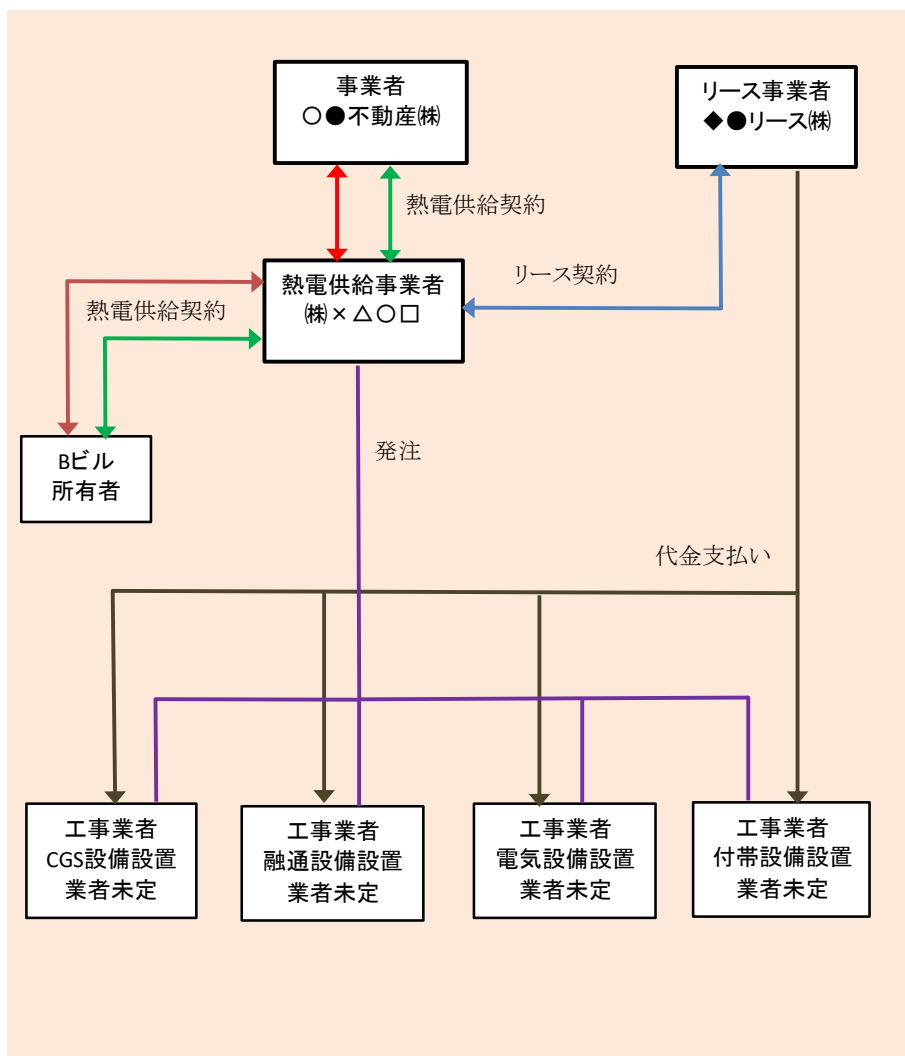 事業者
○●不動産㈱
リース事業者
◆●リース㈱
熱電供給契約
熱電供給事業者
㈱×△○□
リース契約
熱電供給契約
Bビル
所有者
発注
代金支払い
工事業者
CGS設備設置
業者未定
工事業者
融通設備設置
業者未定
工事業者
電気設備設置
業者未定
工事業者
付帯設備設置
業者未定